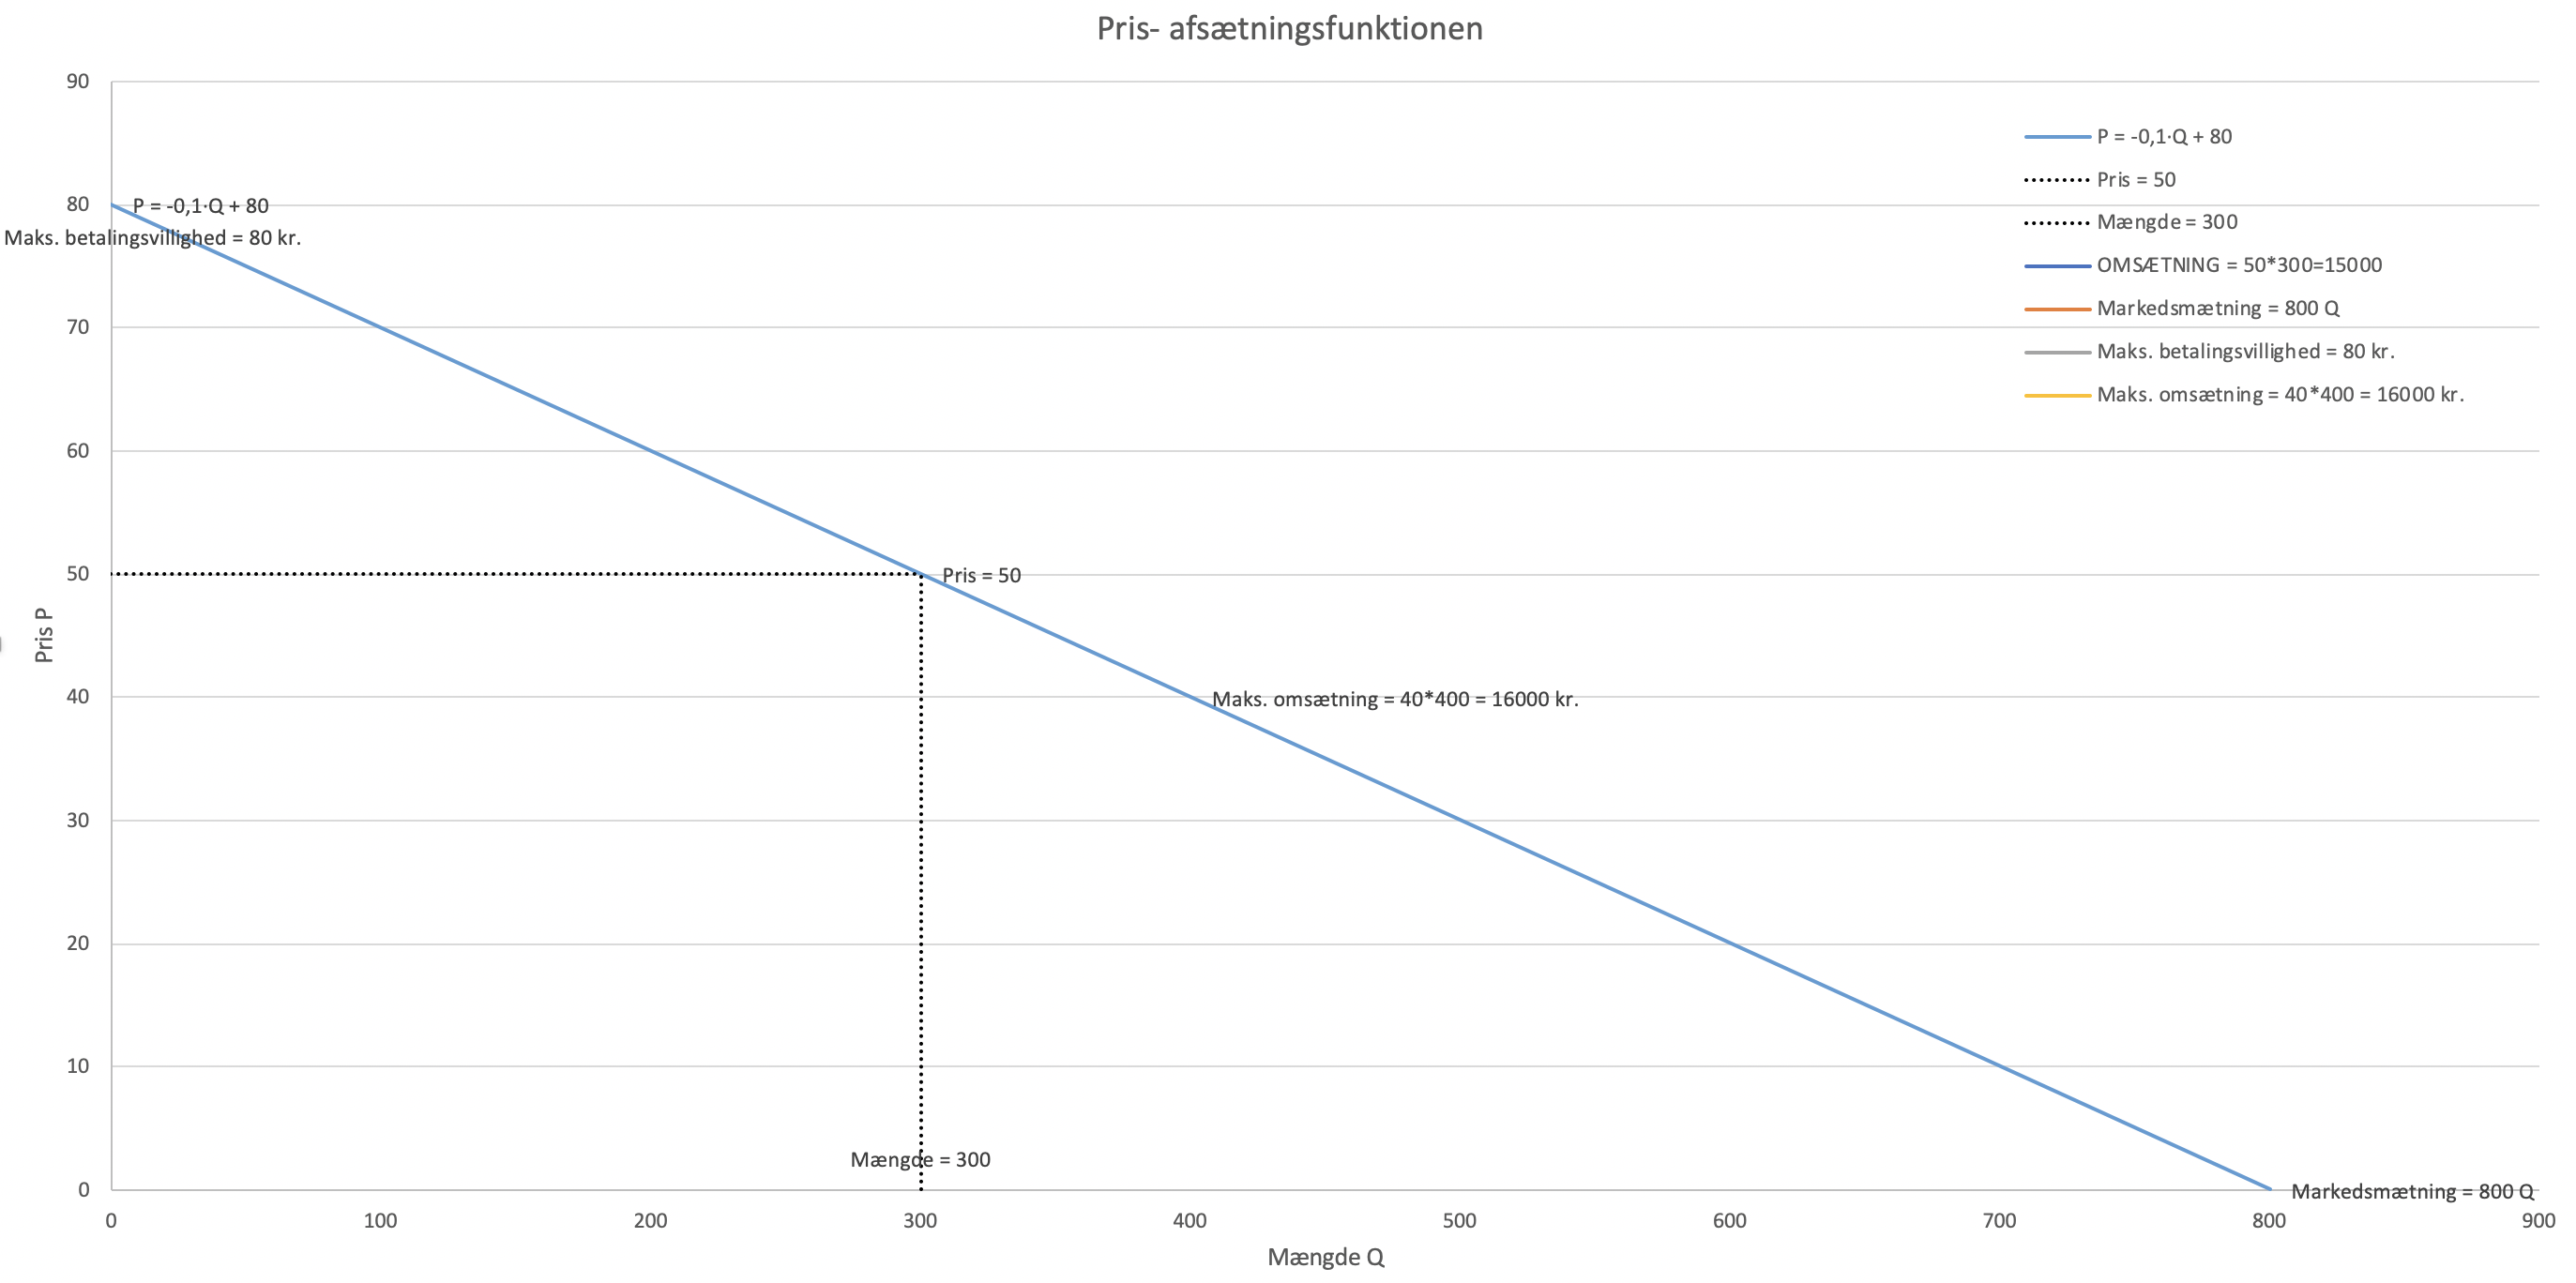 Pris- afsætningsfunktionen
90
80
70
60
50
40
30
20
10
0
Pris P
P = -0,1·Q + 80
Maks. betalingsvillighed = 80 kr.
Pris = 50
Maks. omsætning = 40*400 = 16000 kr.
Mængde = 300
Markedsmætning = 800 Q
P = -0,1·Q + 80
Pris = 50
Mængde = 300
OMSÆTNING = 50*300=15000
Markedsmætning = 800 Q
Maks. betalingsvillighed = 80 kr.
Maks. omsætning = 40*400 = 16000 kr.
0 100 200 300 400 500 600 700 800 900
Mængde Q